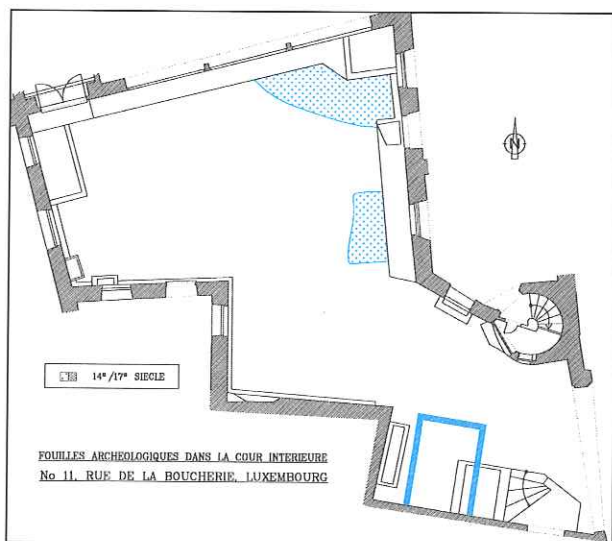 N
14e/17e SIECLE
FOUILLES ARCHEOLOGIQUES DANS LA COUR INTERIEURE
No 11, RUE DE LA BOUCHERIE, LUXEMBOURG